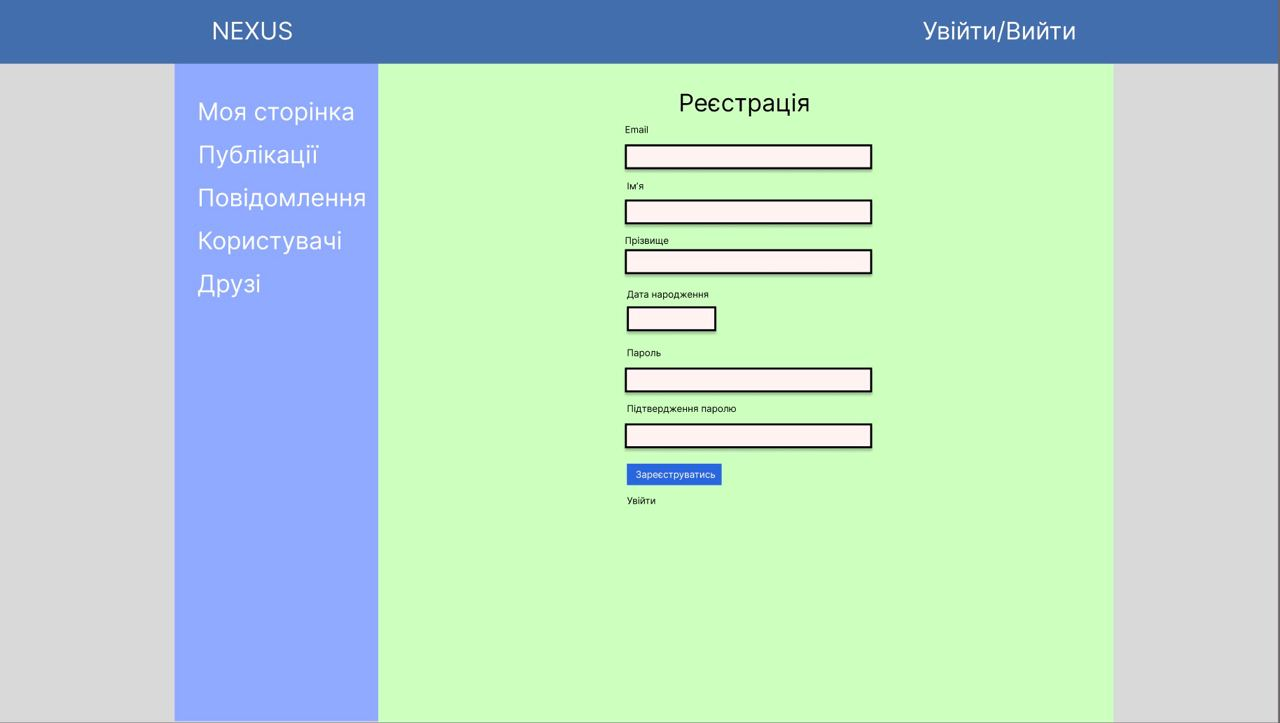 NEXUS
Увійти/Вийти
Моя сторінка
Публікації
Повідомлення
Користувачі
Друзі
Реєстрація
Email
Ім'я
Прізвище
Дата народження
Пароль
Підтвердження паролю
Зареєструватись
Увійти